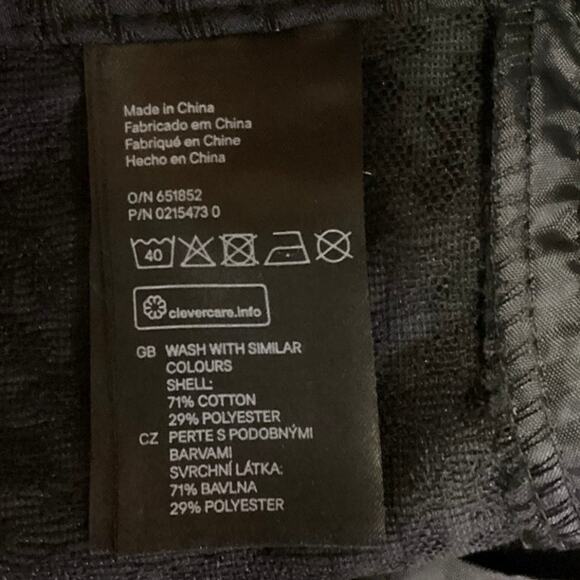 Made in China
Fabricado em China
Fabriqué en Chine
Hecho en China
O/N 651852
P/N 0215473 0
40
clevercare.info
GB WASH WITH SIMILAR
COLOURS
SHELL:
71% COTTON
29% POLYESTER
CZ PERTE S PODOBNÝMI
BARVAMI
SVRCHNÍ LÁTKA:
71% BAVLNA
29% POLYESTER